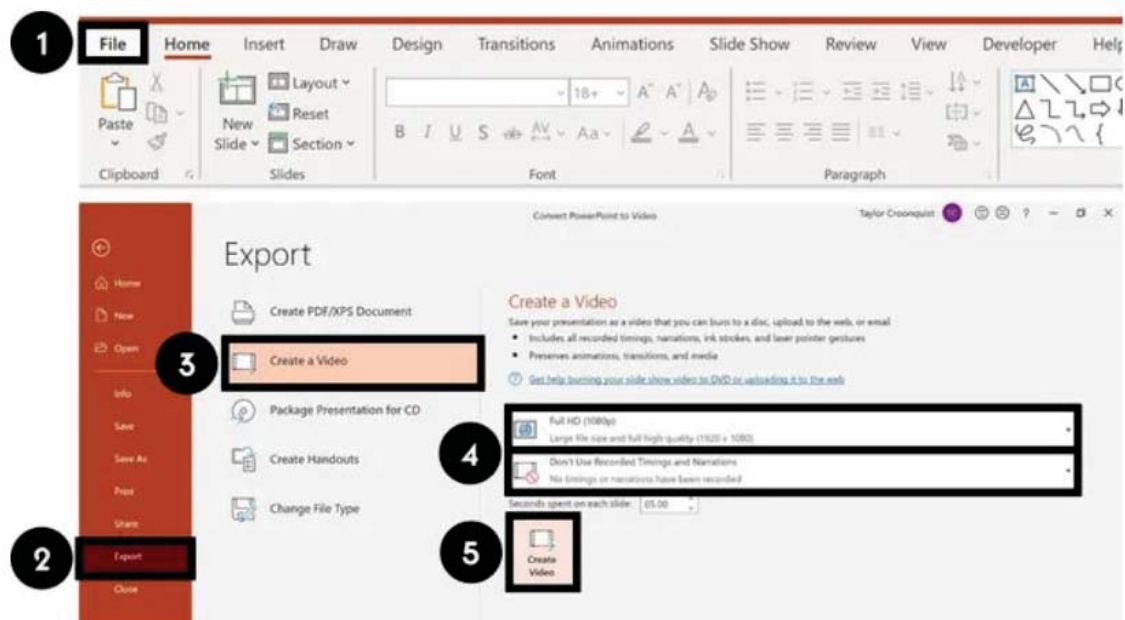 1
File Home Insert Draw Design Transitions Animations Slide Show Review View Developer Help
Paste
New Slide
Layout
Reset
Section
18+ A^ A˅ A
B I U S ab AV Aa A
Clipboard Slides Font Paragraph
Convert PowerPoint to Video Taylor Croonquist SC ? - X
Export
Home
New
Open
Info
Save
Save As
Print
Share
2
Export
Close
Create PDF/XPS Document
3
Create a Video
Package Presentation for CD
Create Handouts
Change File Type
Create a Video
Save your presentation as a video that you can burn to a disc, upload to the web, or email
• Includes all recorded timings, narrations, ink strokes, and laser pointer gestures
• Preserves animations, transitions, and media
? Get help burning your slide show video to DVD or uploading it to the web
4
Full HD (1080p)
Large file size and full high quality (1920 x 1080)
Don't Use Recorded Timings and Narrations
No timings or narrations have been recorded
Seconds spent on each slide: 05.00
5
Create
Video